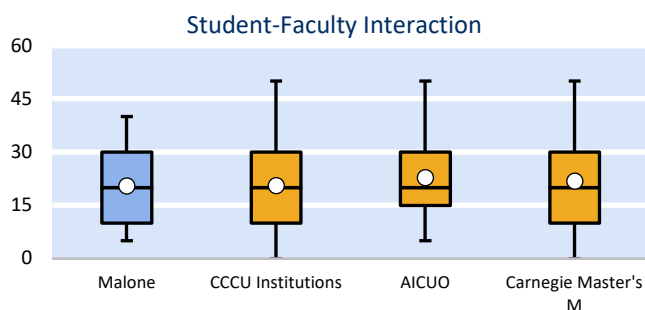 Student-Faculty Interaction
60
45
30
15
0
Malone
CCCU Institutions
AICUO
Carnegie Master's
M